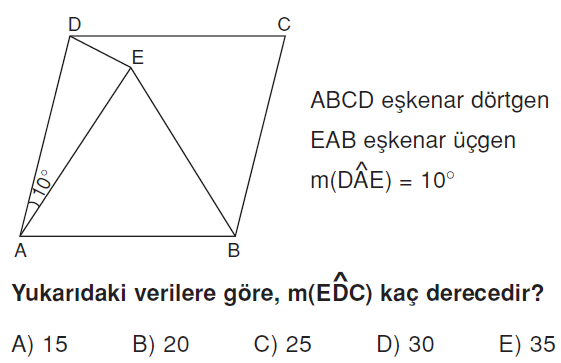 D C
E
ABCD eşkenar dörtgen
EAB eşkenar üçgen
m(DÂE) = 10°
10°
A B
Yukarıdaki verilere göre, m(ED̂C) kaç derecedir?
A) 15 B) 20 C) 25 D) 30 E) 35